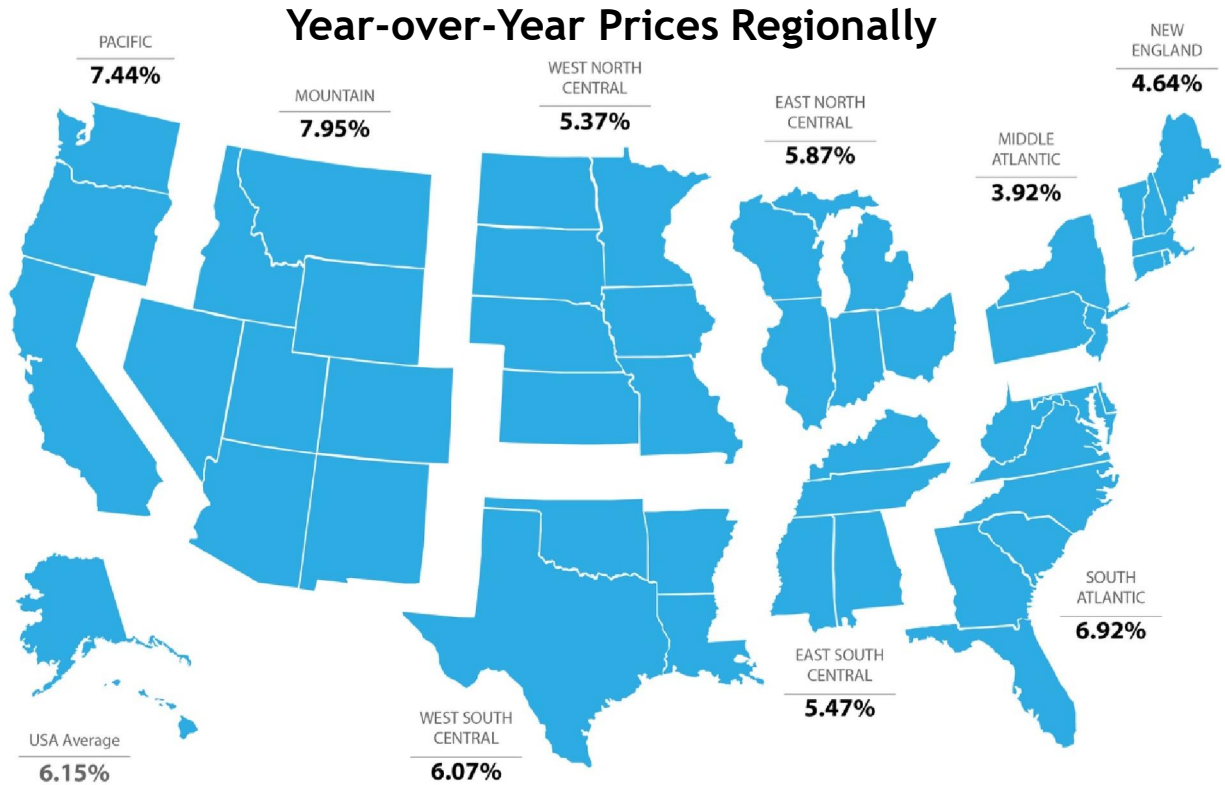 Year-over-Year Prices Regionally
PACIFIC
7.44%
MOUNTAIN
7.95%
WEST NORTH
CENTRAL
5.37%
EAST NORTH
CENTRAL
5.87%
MIDDLE
ATLANTIC
3.92%
NEW
ENGLAND
4.64%
SOUTH
ATLANTIC
6.92%
EAST SOUTH
CENTRAL
5.47%
WEST SOUTH
CENTRAL
6.07%
USA Average
6.15%